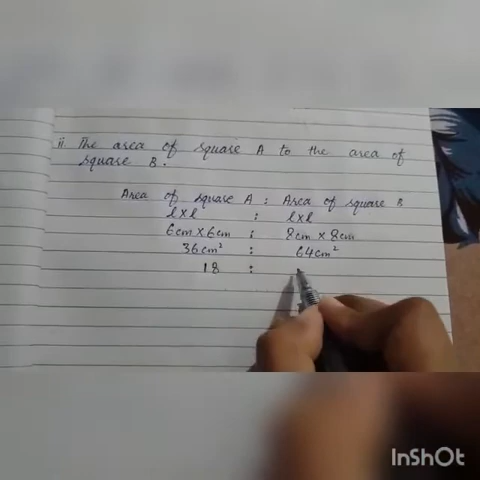 ii. The area of square A to the area of
square B.
Area of square A : Area of square B
l×l : l×l
6cm×6cm : 8cm×8cm
36cm² : 64cm²
18 :
InShOt